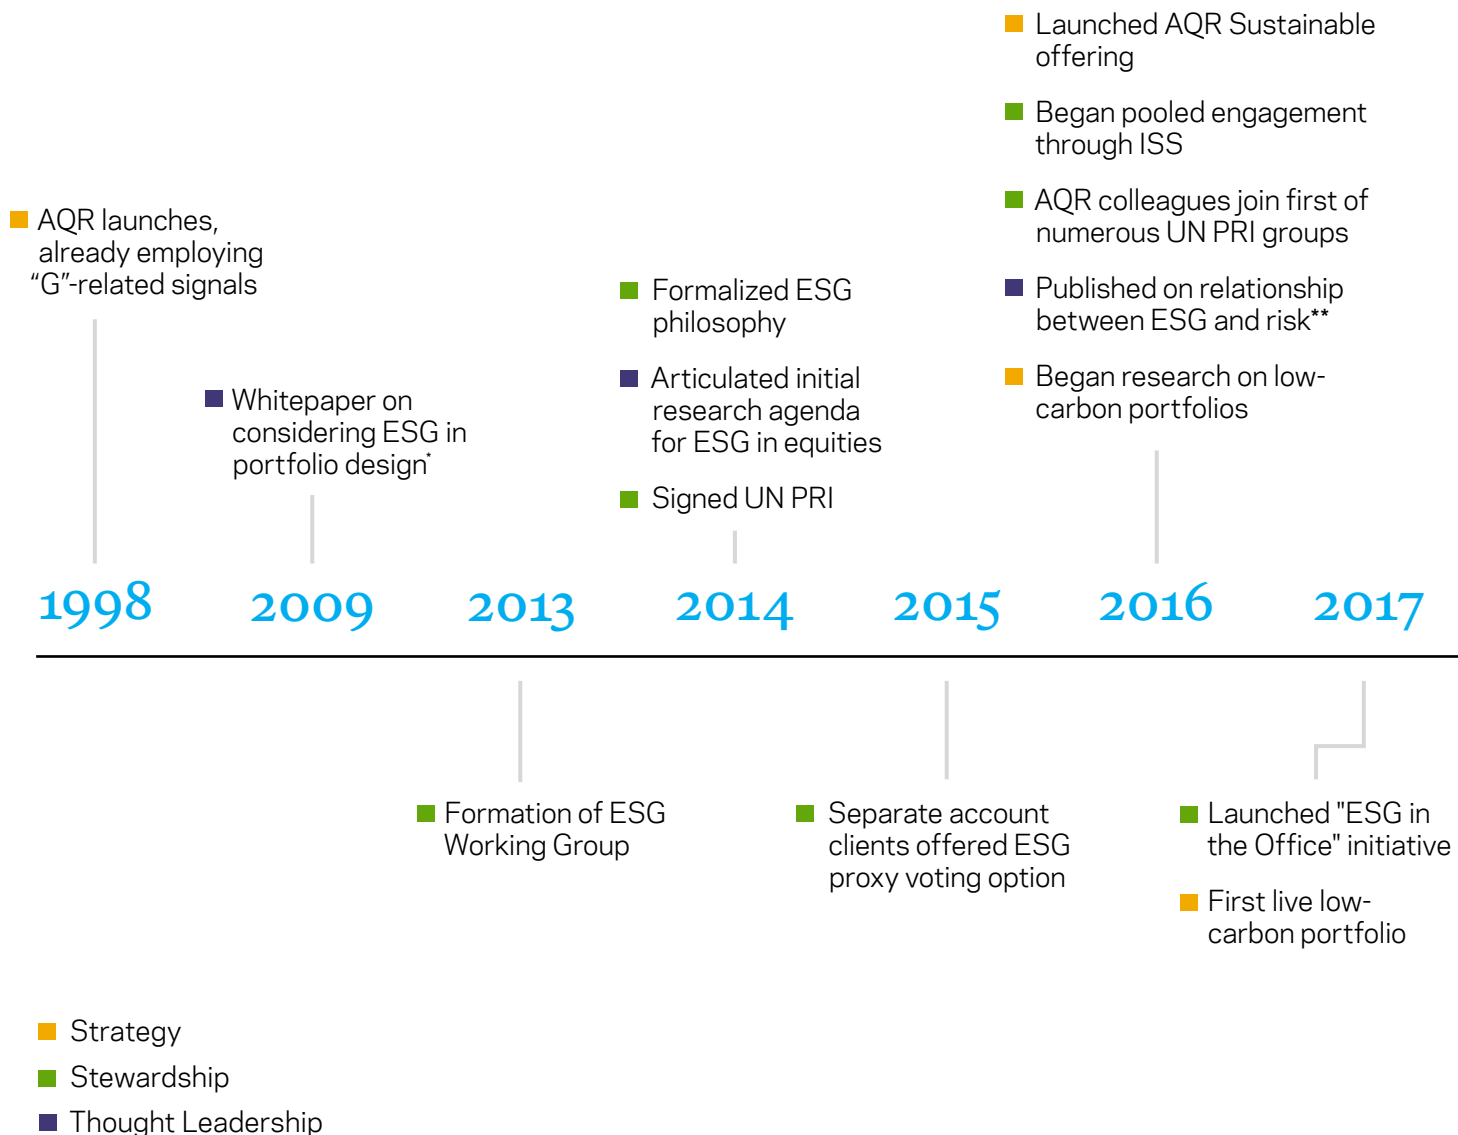 AQR launches,
already employing
“G”-related signals
Whitepaper on
considering ESG in
portfolio design*
Formalized ESG
philosophy
Articulated initial
research agenda
for ESG in equities
Signed UN PRI
Launched AQR Sustainable
offering
Began pooled engagement
through ISS
AQR colleagues join first of
numerous UN PRI groups
Published on relationship
between ESG and risk**
Began research on low-
carbon portfolios
1998 2009 2013 2014 2015 2016 2017
Formation of ESG
Working Group
Separate account
clients offered ESG
proxy voting option
Launched "ESG in
the Office" initiative
First live low-
carbon portfolio
Strategy
Stewardship
Thought Leadership